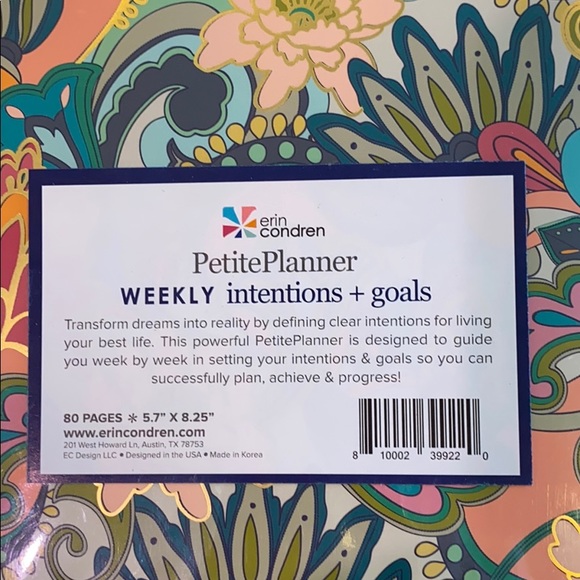 erin
condren
PetitePlanner
WEEKLY intentions + goals
Transform dreams into reality by defining clear intentions for living
your best life. This powerful PetitePlanner is designed to guide
you week by week in setting your intentions & goals so you can
successfully plan, achieve & progress!
80 PAGES * 5.7" X 8.25"
www.erincondren.com
201 West Howard Ln, Austin, TX 78753
EC Design LLC • Designed in the USA • Made in Korea
8 10002 39922 0